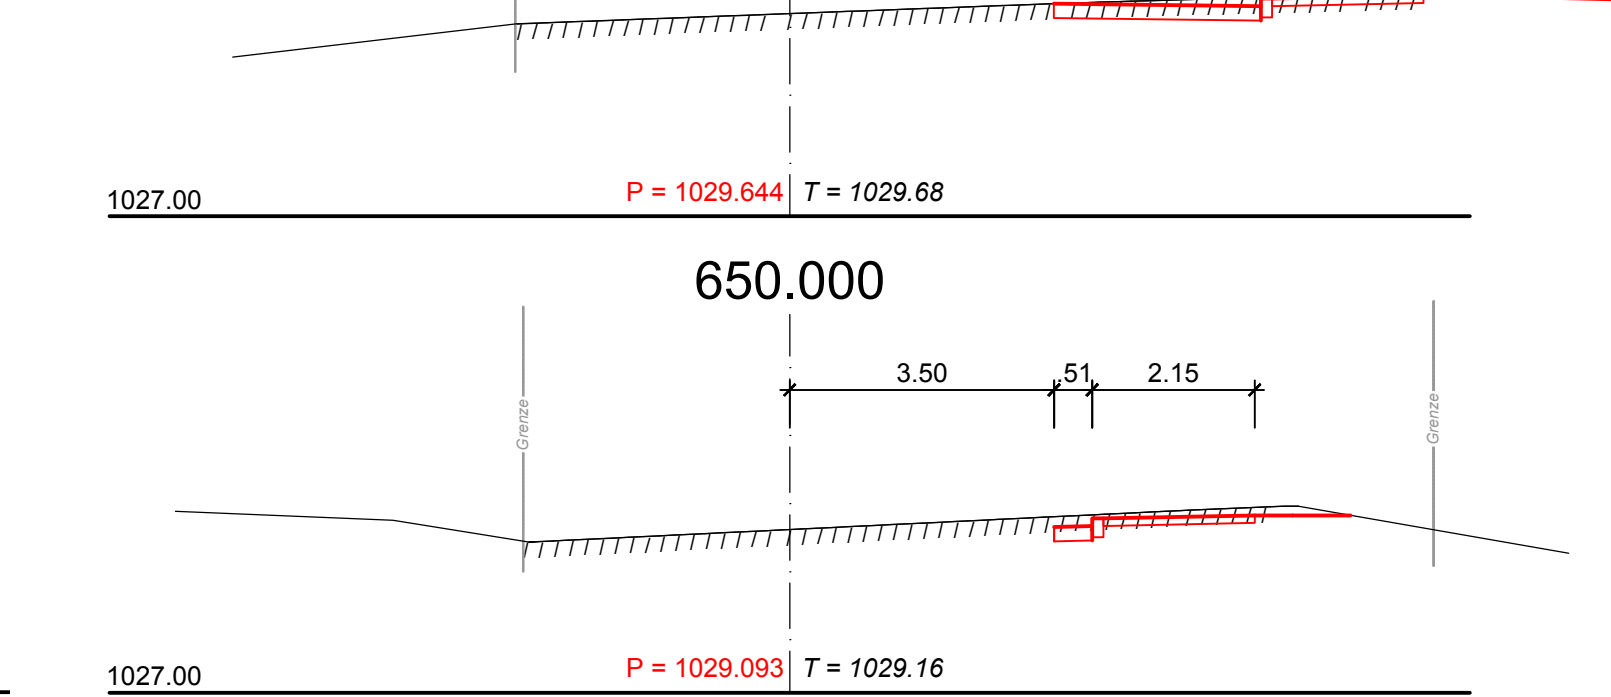 1027.00
P = 1029.644 T = 1029.68
650.000
3.50 .51 2.15
Grenze
Grenze
1027.00
P = 1029.093 T = 1029.16